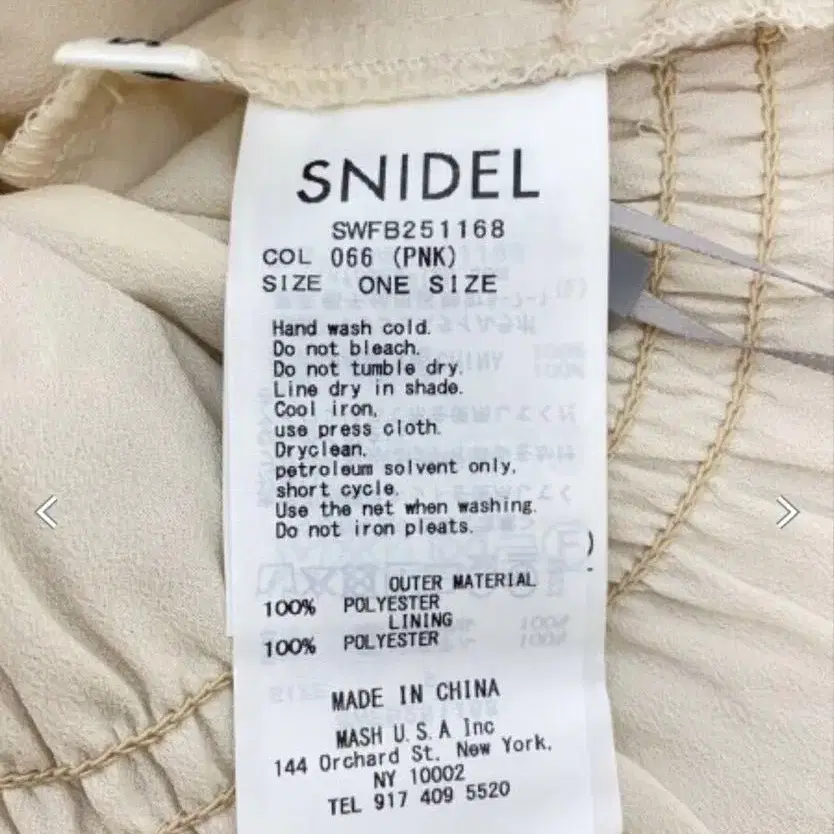 SNIDEL
SWFB251168
COL 066 (PNK)
SIZE ONE SIZE
Hand wash cold.
Do not bleach.
Do not tumble dry.
Line dry in shade.
Cool iron,
use press cloth.
Dryclean,
petroleum solvent only,
short cycle.
Use the net when washing.
Do not iron pleats.
OUTER MATERIAL
100% POLYESTER
LINING
100% POLYESTER
MADE IN CHINA
MASH U.S.A Inc
144 Orchard St. New York,
NY 10002
TEL 917 409 5520